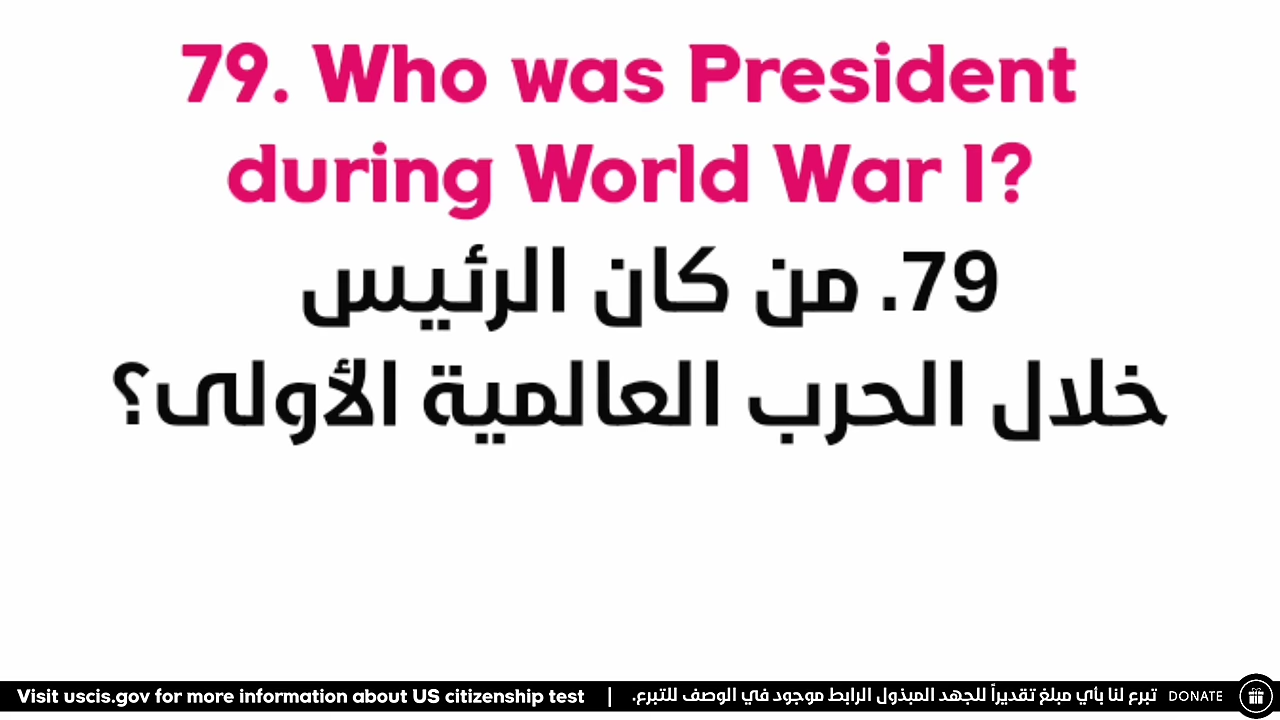 79. Who was President
during World War I?
79. من كان الرئيس
خلال الحرب العالمية الأولى؟
Visit uscis.gov for more information about US citizenship test | تبرع لنا بأي مبلغ تقديراً للجهد المبذول الرابط موجود في الوصف للتبرع. DONATE